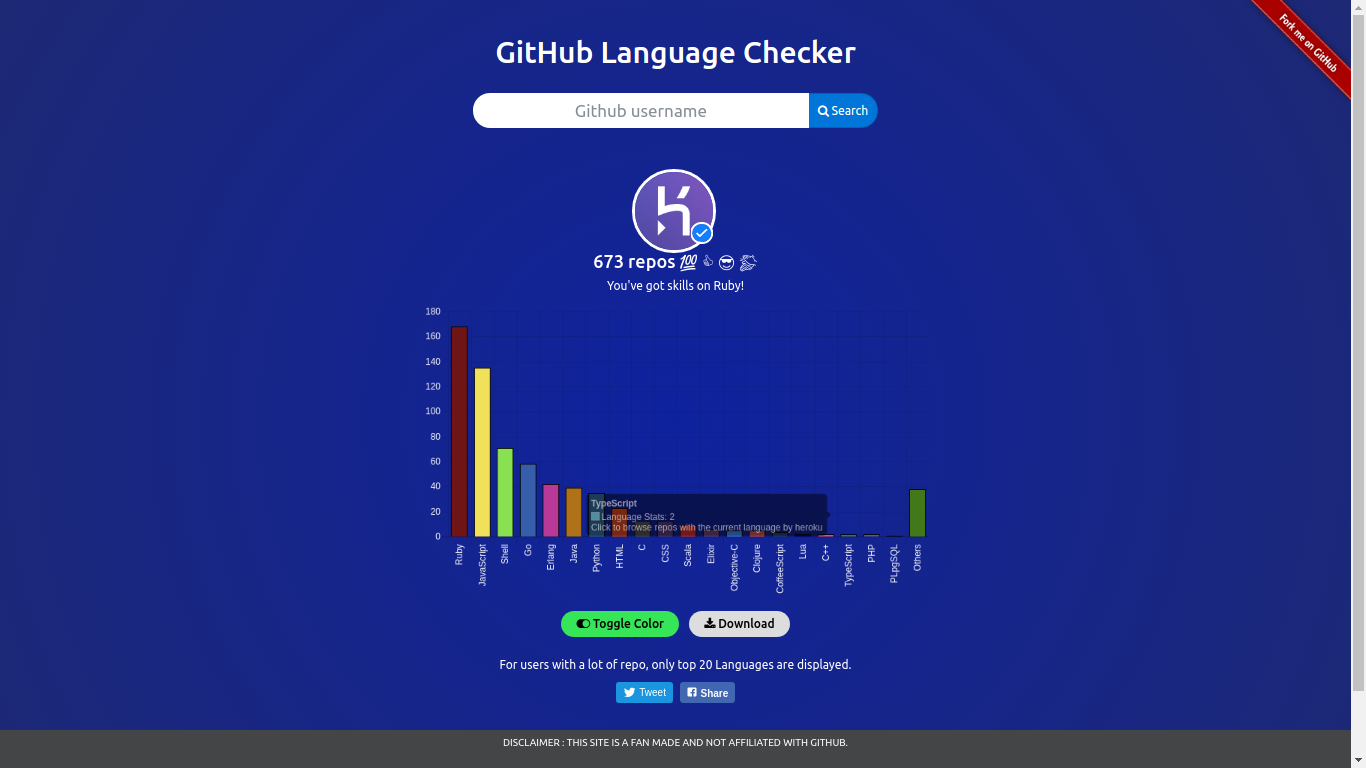 Fork me on GitHub
GitHub Language Checker
Github username
Search
673 repos 💯 👍 😎 🏄
You've got skills on Ruby!
180
160
140
120
100
80
60
40
20
0
TypeScript
Language Stats: 2
Click to browse repos with the current language by heroku
Ruby
JavaScript
Shell
Go
Erlang
Java
Python
HTML
C
CSS
Scala
Elixir
Objective-C
Clojure
CoffeeScript
Lua
C++
TypeScript
PHP
PLpgSQL
Others
Toggle Color
Download
For users with a lot of repo, only top 20 Languages are displayed.
Tweet
Share
DISCLAIMER : THIS SITE IS A FAN MADE AND NOT AFFILIATED WITH GITHUB.